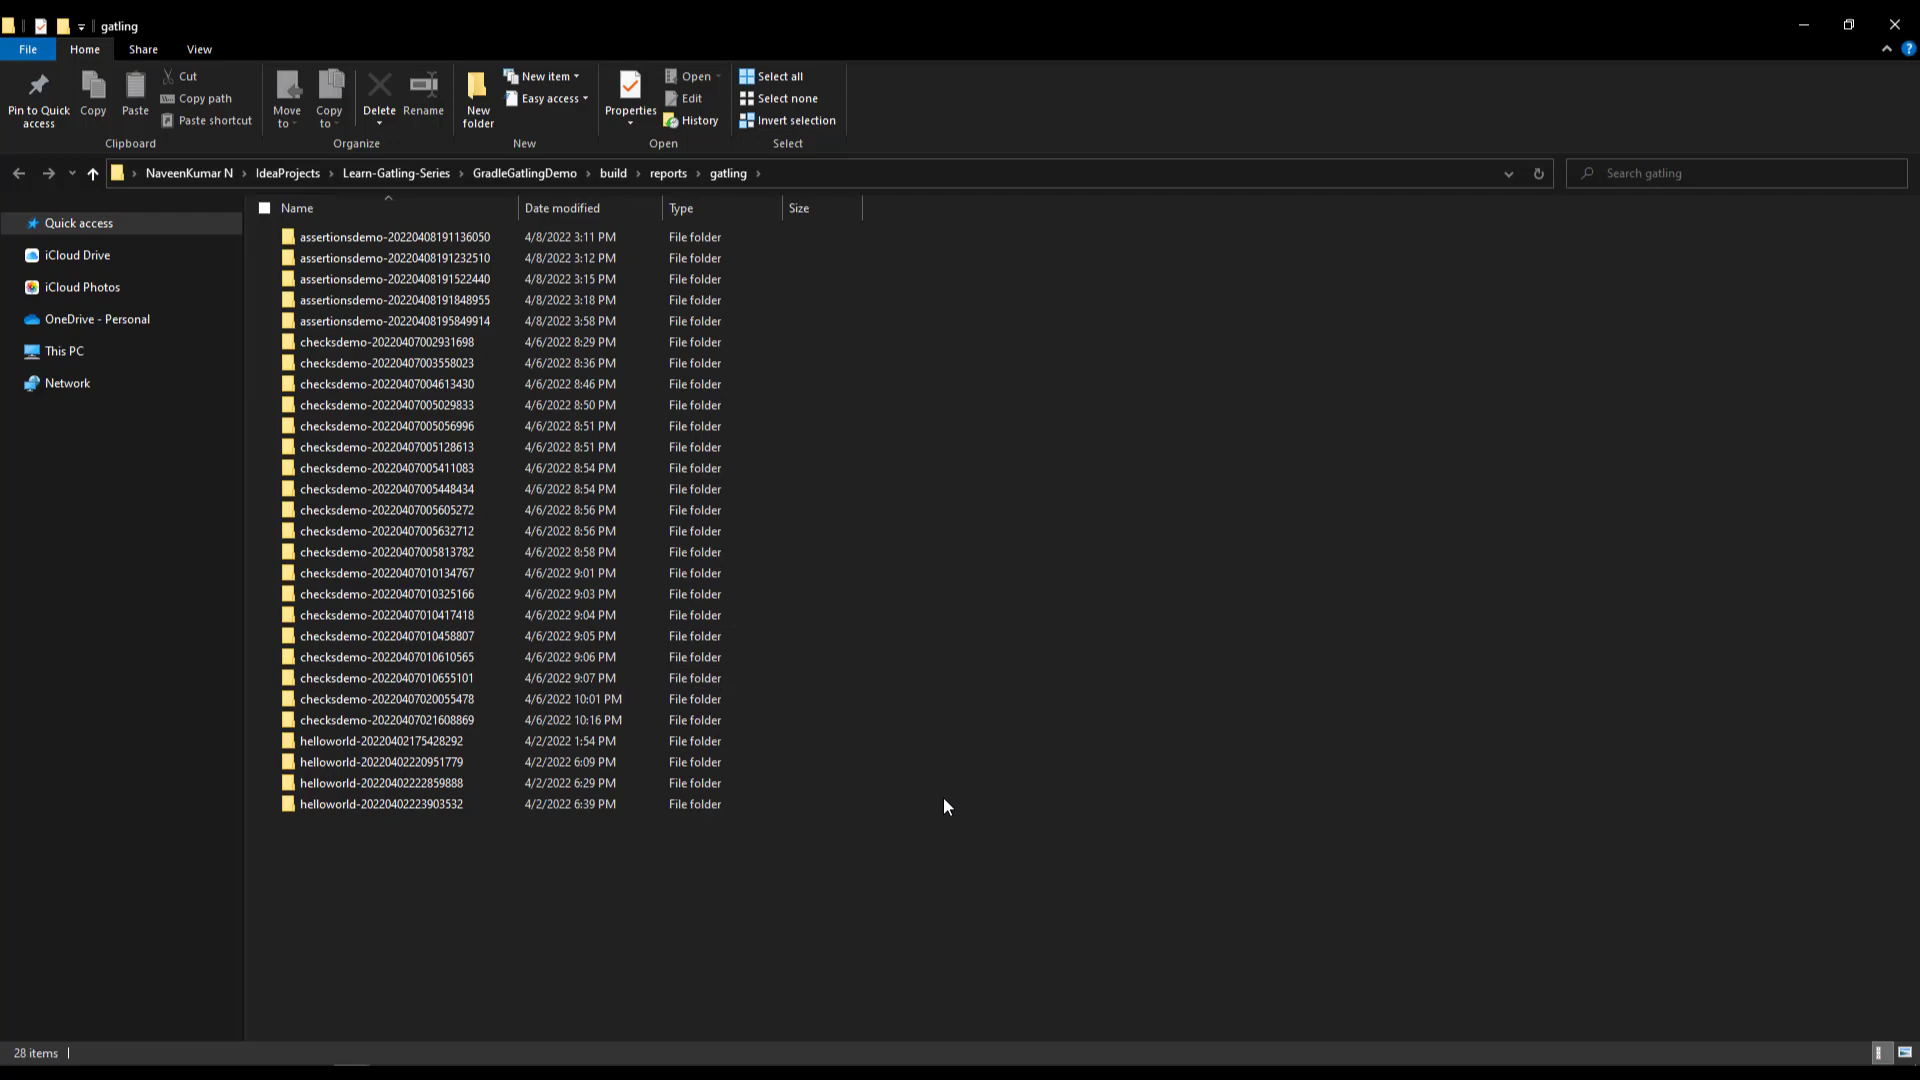 gatling
File Home Share View
Pin to Quick access
Copy
Paste
Cut
Copy path
Paste shortcut
Clipboard
Move to
Copy to
Delete
Rename
Organize
New folder
New item
Easy access
New
Properties
Open
Edit
History
Open
Select all
Select none
Invert selection
Select
NaveenKumar N › IdeaProjects › Learn-Gatling-Series › GradleGatlingDemo › build › reports › gatling ›
Search gatling
Quick access
iCloud Drive
iCloud Photos
OneDrive - Personal
This PC
Network
Name Date modified Type Size
assertionsdemo-20220408191136050 4/8/2022 3:11 PM File folder
assertionsdemo-20220408191232510 4/8/2022 3:12 PM File folder
assertionsdemo-20220408191522440 4/8/2022 3:15 PM File folder
assertionsdemo-20220408191848955 4/8/2022 3:18 PM File folder
assertionsdemo-20220408195849914 4/8/2022 3:58 PM File folder
checksdemo-20220407002931698 4/6/2022 8:29 PM File folder
checksdemo-20220407003558023 4/6/2022 8:36 PM File folder
checksdemo-20220407004613430 4/6/2022 8:46 PM File folder
checksdemo-20220407005029833 4/6/2022 8:50 PM File folder
checksdemo-20220407005056996 4/6/2022 8:51 PM File folder
checksdemo-20220407005128613 4/6/2022 8:51 PM File folder
checksdemo-20220407005411083 4/6/2022 8:54 PM File folder
checksdemo-20220407005448434 4/6/2022 8:54 PM File folder
checksdemo-20220407005605272 4/6/2022 8:56 PM File folder
checksdemo-20220407005632712 4/6/2022 8:56 PM File folder
checksdemo-20220407005813782 4/6/2022 8:58 PM File folder
checksdemo-20220407010134767 4/6/2022 9:01 PM File folder
checksdemo-20220407010325166 4/6/2022 9:03 PM File folder
checksdemo-20220407010417418 4/6/2022 9:04 PM File folder
checksdemo-20220407010458807 4/6/2022 9:05 PM File folder
checksdemo-20220407010610565 4/6/2022 9:06 PM File folder
checksdemo-20220407010655101 4/6/2022 9:07 PM File folder
checksdemo-20220407020055478 4/6/2022 10:01 PM File folder
checksdemo-20220407021608869 4/6/2022 10:16 PM File folder
helloworld-20220402175428292 4/2/2022 1:54 PM File folder
helloworld-20220402220951779 4/2/2022 6:09 PM File folder
helloworld-20220402222859888 4/2/2022 6:29 PM File folder
helloworld-20220402223903532 4/2/2022 6:39 PM File folder
28 items